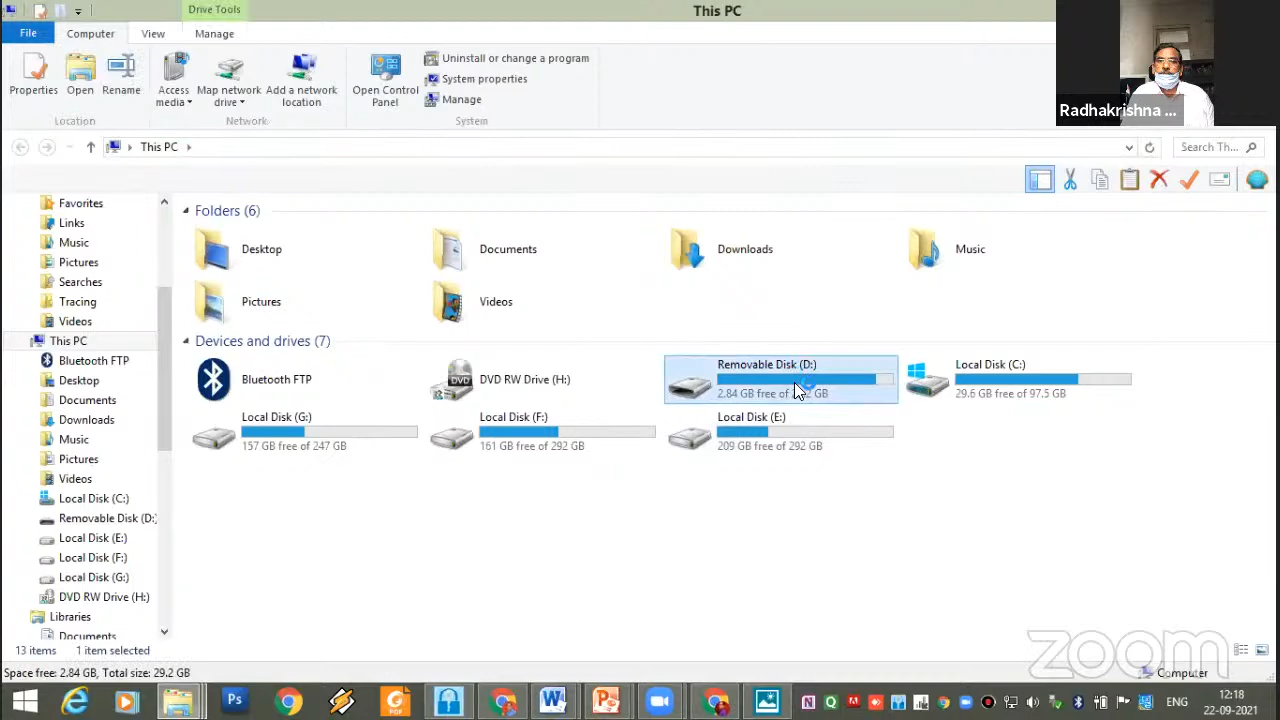 Drive Tools
This PC
File
Computer
View
Manage
Properties
Open
Rename
Access media
Map network drive
Add a network location
Open Control Panel
Uninstall or change a program
System properties
Manage
Location
Network
System
Radhakrishna ...
This PC
Search Th...
Favorites
Links
Music
Pictures
Searches
Tracing
Videos
This PC
Bluetooth FTP
Desktop
Documents
Downloads
Music
Pictures
Videos
Local Disk (C:)
Removable Disk (D:)
Local Disk (E:)
Local Disk (F:)
Local Disk (G:)
DVD RW Drive (H:)
Libraries
Documents
Folders (6)
Desktop
Documents
Downloads
Music
Pictures
Videos
Devices and drives (7)
Bluetooth FTP
DVD RW Drive (H:)
Removable Disk (D:)
2.84 GB free of GB
Local Disk (C:)
29.6 GB free of 97.5 GB
Local Disk (G:)
157 GB free of 247 GB
Local Disk (F:)
161 GB free of 292 GB
Local Disk (E:)
209 GB free of 292 GB
13 items 1 item selected
Space free: 2.84 GB, Total size: 29.2 GB
Computer
zoom
ENG
12:18
22-09-2021